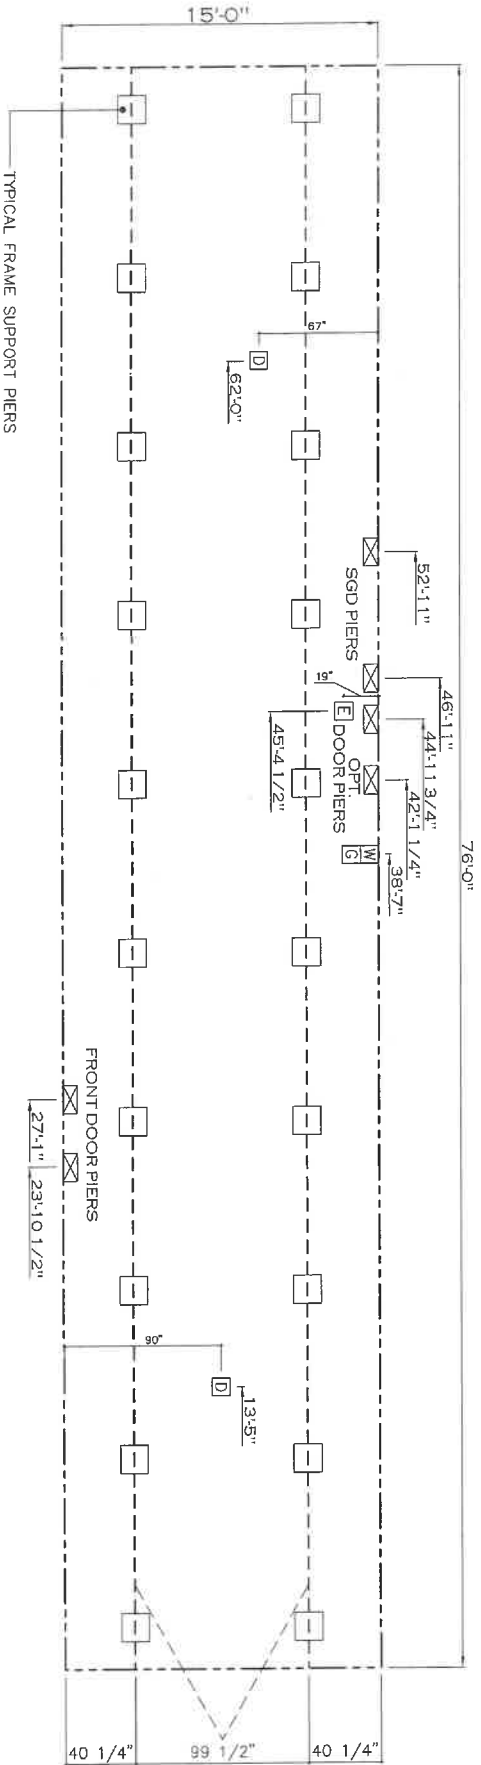 15'-0"
TYPICAL FRAME SUPPORT PIERS
67"
D
62'-0"
52'-11"
SGD PIERS
46'-11"
19"
E
44'-11 3/4"
45'-4 1/2"
OPT.
DOOR PIERS
42'-1 1/4"
W
G
38'-7"
76'-0"
FRONT DOOR PIERS
27'-1"
23'-10 1/2"
90"
D
13'-5"
40 1/4"
99 1/2"
40 1/4"